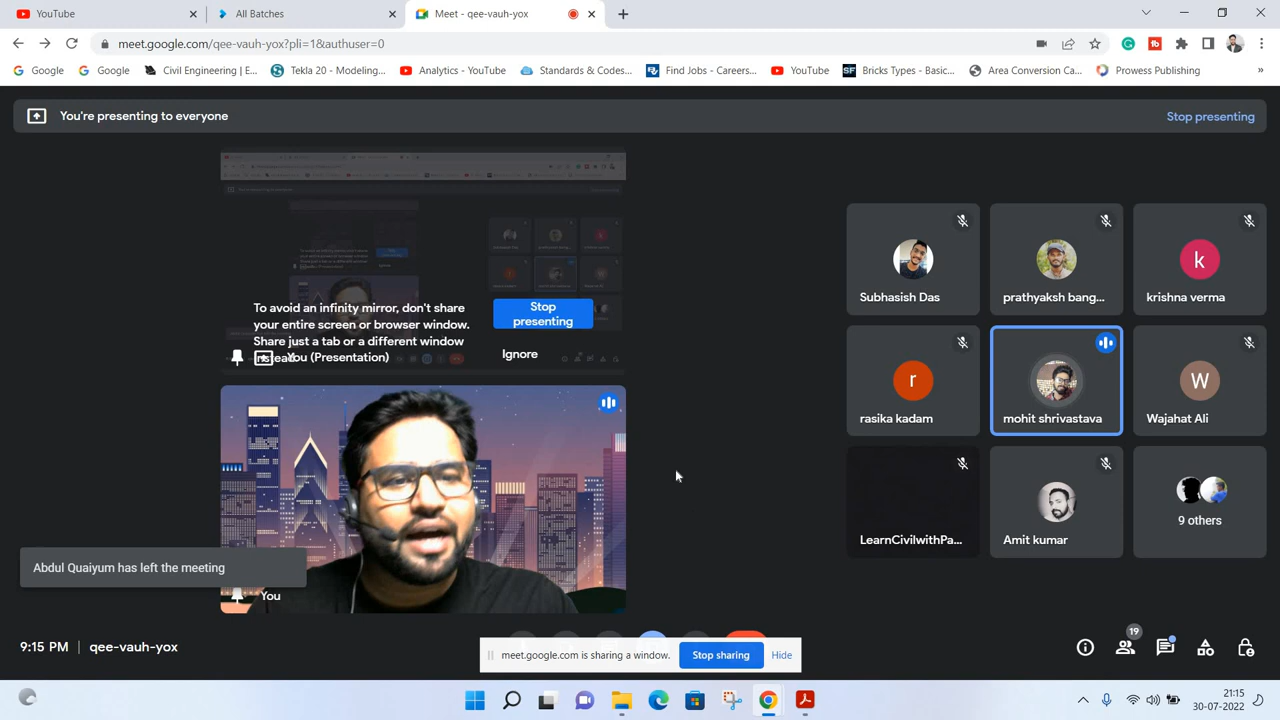 YouTube
All Batches
Meet - qee-vauh-yox
meet.google.com/qee-vauh-yox?pli=1&authuser=0
Google
Google
Civil Engineering | E...
Tekla 20 - Modeling...
Analytics - YouTube
Standards & Codes...
Find Jobs - Careers...
YouTube
SF
Bricks Types - Basic...
Area Conversion Ca...
Prowess Publishing
»
You're presenting to everyone
Stop presenting
To avoid an infinity mirror, don't share
your entire screen or browser window.
Share just a tab or a different window
Stop presenting
You (Presentation)
Ignore
Subhasish Das
prathyaksh bang...
k
krishna verma
r
rasika kadam
mohit shrivastava
W
Wajahat Ali
LearnCivilwithPa...
Amit kumar
9 others
Abdul Quaiyum has left the meeting
You
9:15 PM | qee-vauh-yox
meet.google.com is sharing a window.
Stop sharing
Hide
19
21:15
30-07-2022